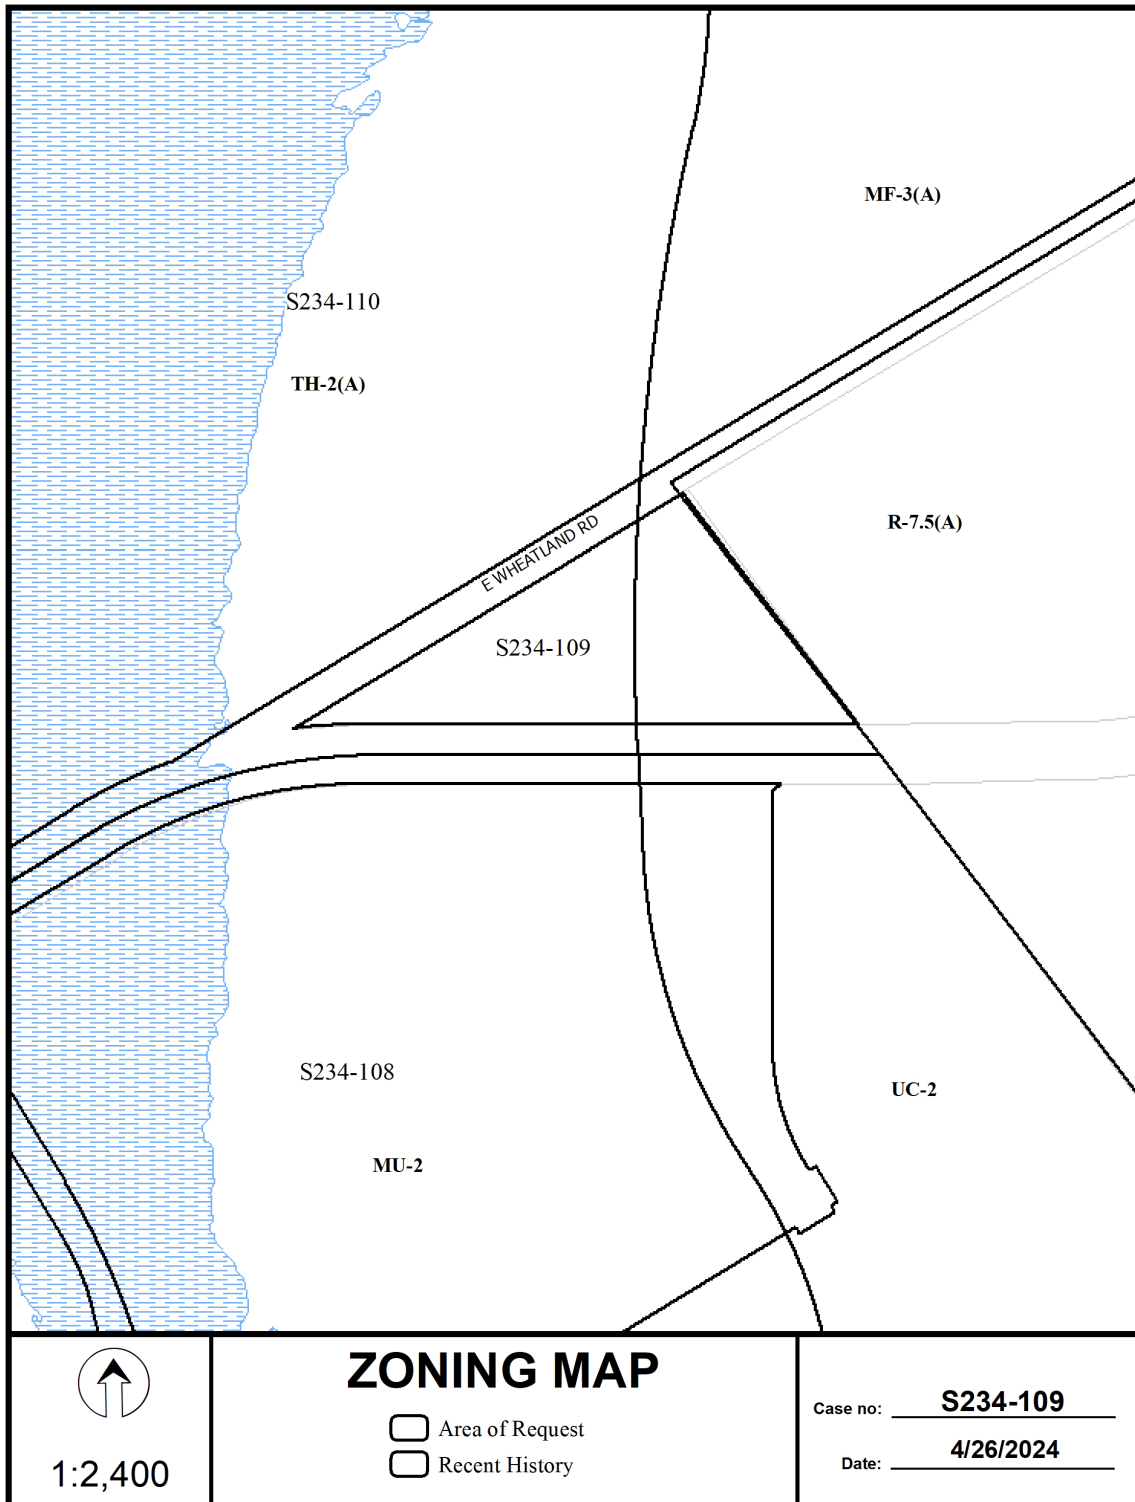 MF-3(A)
S234-110
TH-2(A)
R-7.5(A)
E WHEATLAND RD
S234-109
S234-108
UC-2
MU-2
ZONING MAP
Area of Request
Recent History
1:2,400
Case no: S234-109
Date: 4/26/2024